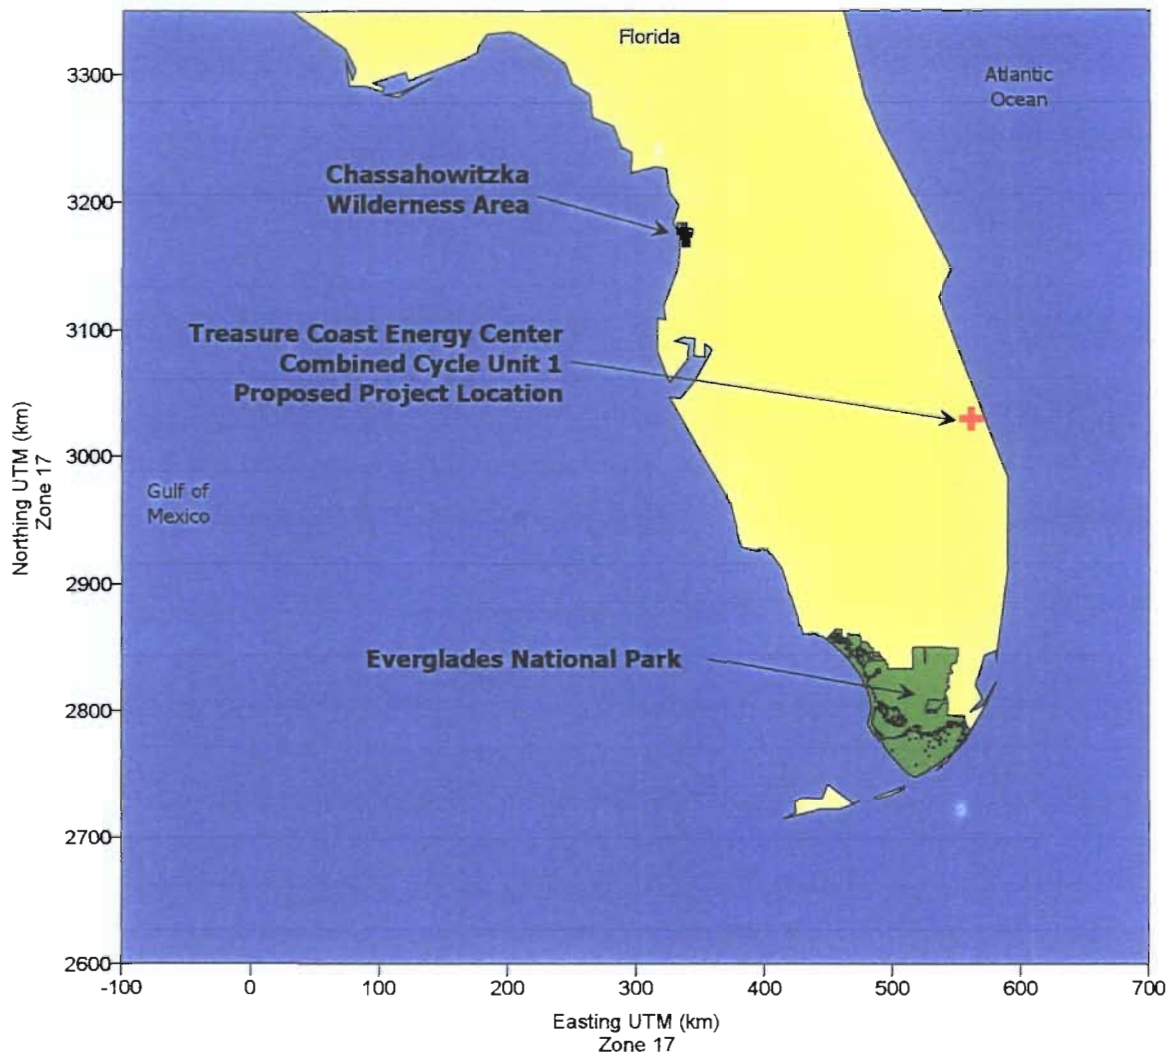 Florida
Atlantic
Ocean
Chassahowitzka
Wilderness Area
Treasure Coast Energy Center
Combined Cycle Unit 1
Proposed Project Location
Gulf of
Mexico
Everglades National Park
Northing UTM (km)
Zone 17
3300
3200
3100
3000
2900
2800
2700
2600
-100
0
100
200
300
400
500
600
700
Easting UTM (km)
Zone 17